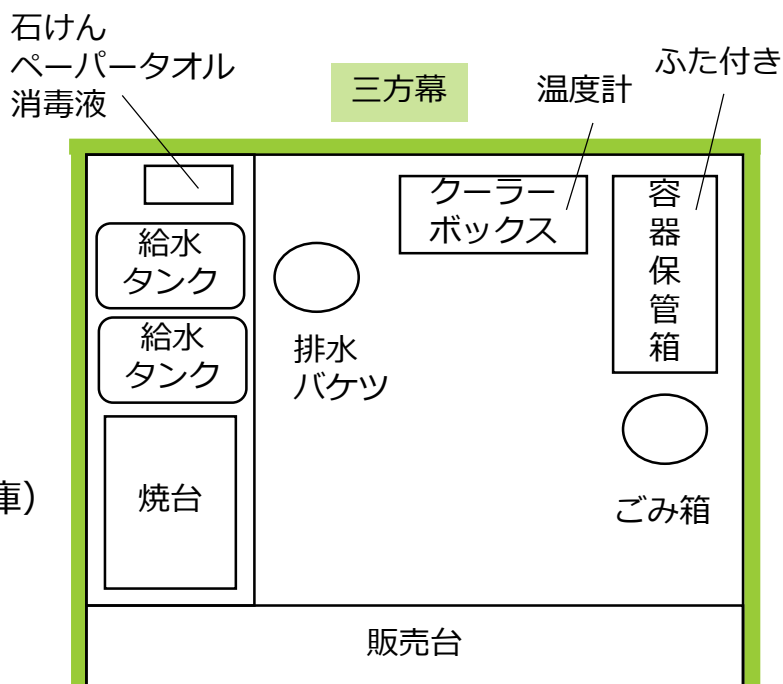 石けん
ペーパータオル
消毒液
三方幕
温度計
ふた付き
クーラー
ボックス
容
器
保
管
箱
給水
タンク
給水
タンク
排水
バケツ
焼台
庫）
ごみ箱
販売台